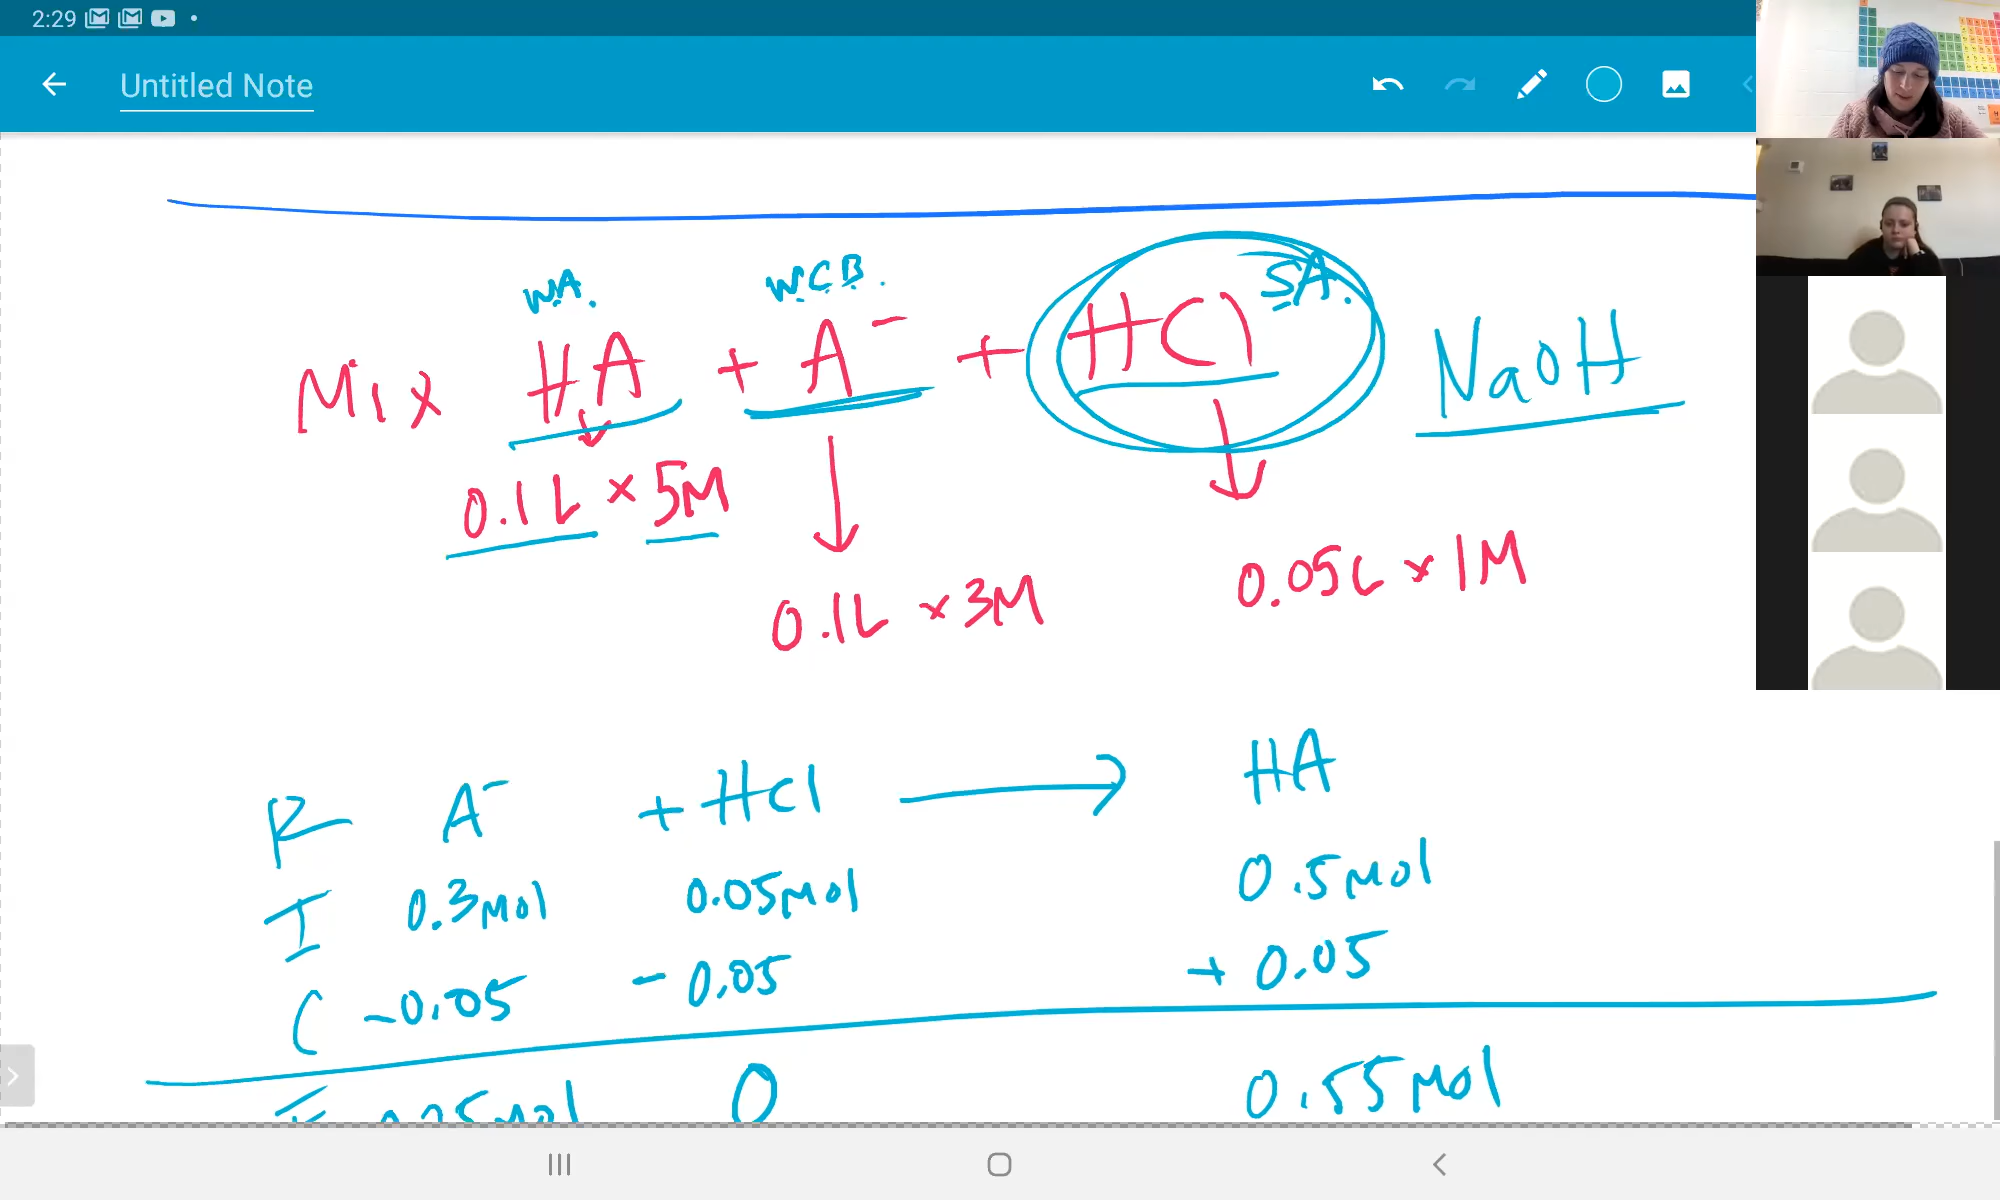 2:29
Untitled Note
W.A. W.C.B. S.A.
Mix HA + A⁻ + HCl NaOH
0.1L × 5M
0.1L × 3M
0.05L × 1M
R A⁻ + HCl → HA
I 0.3mol 0.05mol 0.5mol
C -0.05 -0.05 +0.05
0 0.55mol